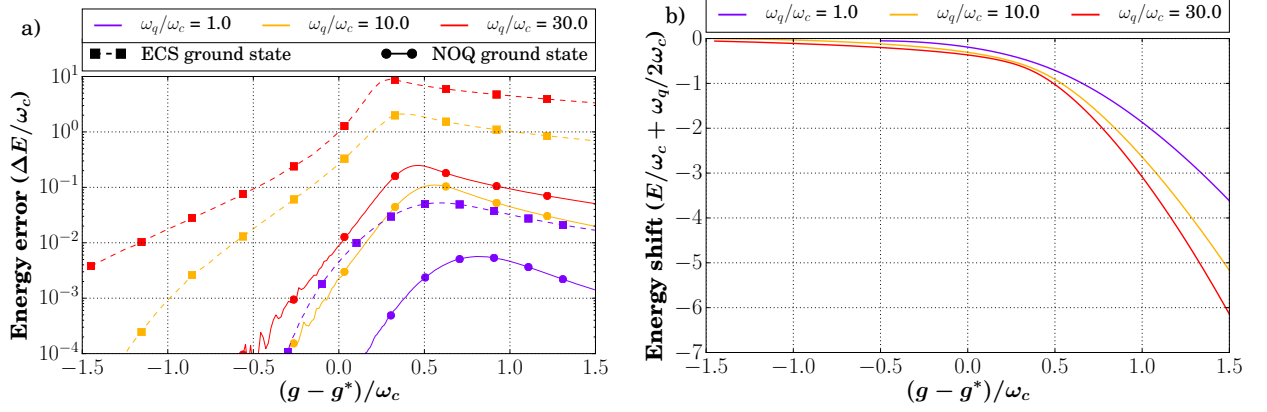 a)
ω_q/ω_c = 1.0 ω_q/ω_c = 10.0 ω_q/ω_c = 30.0
ECS ground state NOQ ground state
Energy error (ΔE/ω_c)
10^1
10^0
10^−1
10^−2
10^−3
10^−4
−1.5 −1.0 −0.5 0.0 0.5 1.0 1.5
(g − g*)/ω_c
b)
ω_q/ω_c = 1.0 ω_q/ω_c = 10.0 ω_q/ω_c = 30.0
Energy shift (E/ω_c + ω_q/2ω_c)
0
−1
−2
−3
−4
−5
−6
−7
−1.5 −1.0 −0.5 0.0 0.5 1.0 1.5
(g − g*)/ω_c